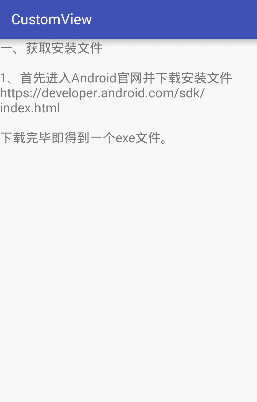 CustomView
一、获取安装文件
1、首先进入Android官网并下载安装文件
https://developer.android.com/sdk/
index.html
下载完毕即得到一个exe文件。